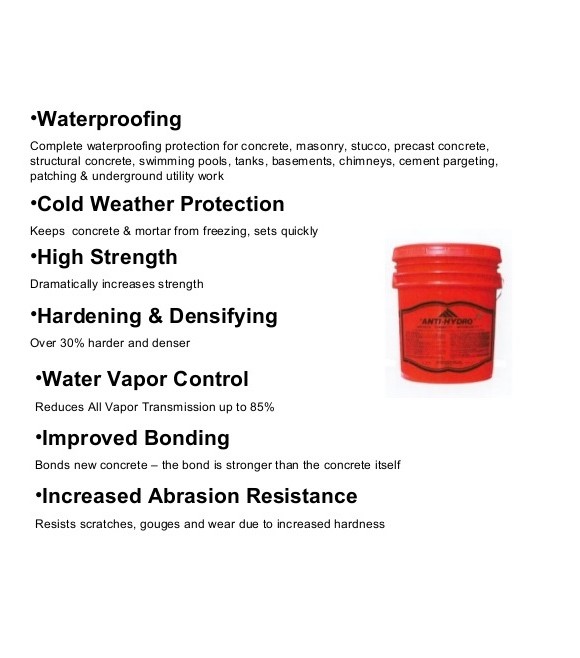 •Waterproofing
Complete waterproofing protection for concrete, masonry, stucco, precast concrete,
structural concrete, swimming pools, tanks, basements, chimneys, cement pargeting,
patching & underground utility work
•Cold Weather Protection
Keeps  concrete & mortar from freezing, sets quickly
•High Strength
Dramatically increases strength
•Hardening & Densifying
Over 30% harder and denser
ANTI-HYDRO
•Water Vapor Control
Reduces All Vapor Transmission up to 85%
•Improved Bonding
Bonds new concrete – the bond is stronger than the concrete itself
•Increased Abrasion Resistance
Resists scratches, gouges and wear due to increased hardness